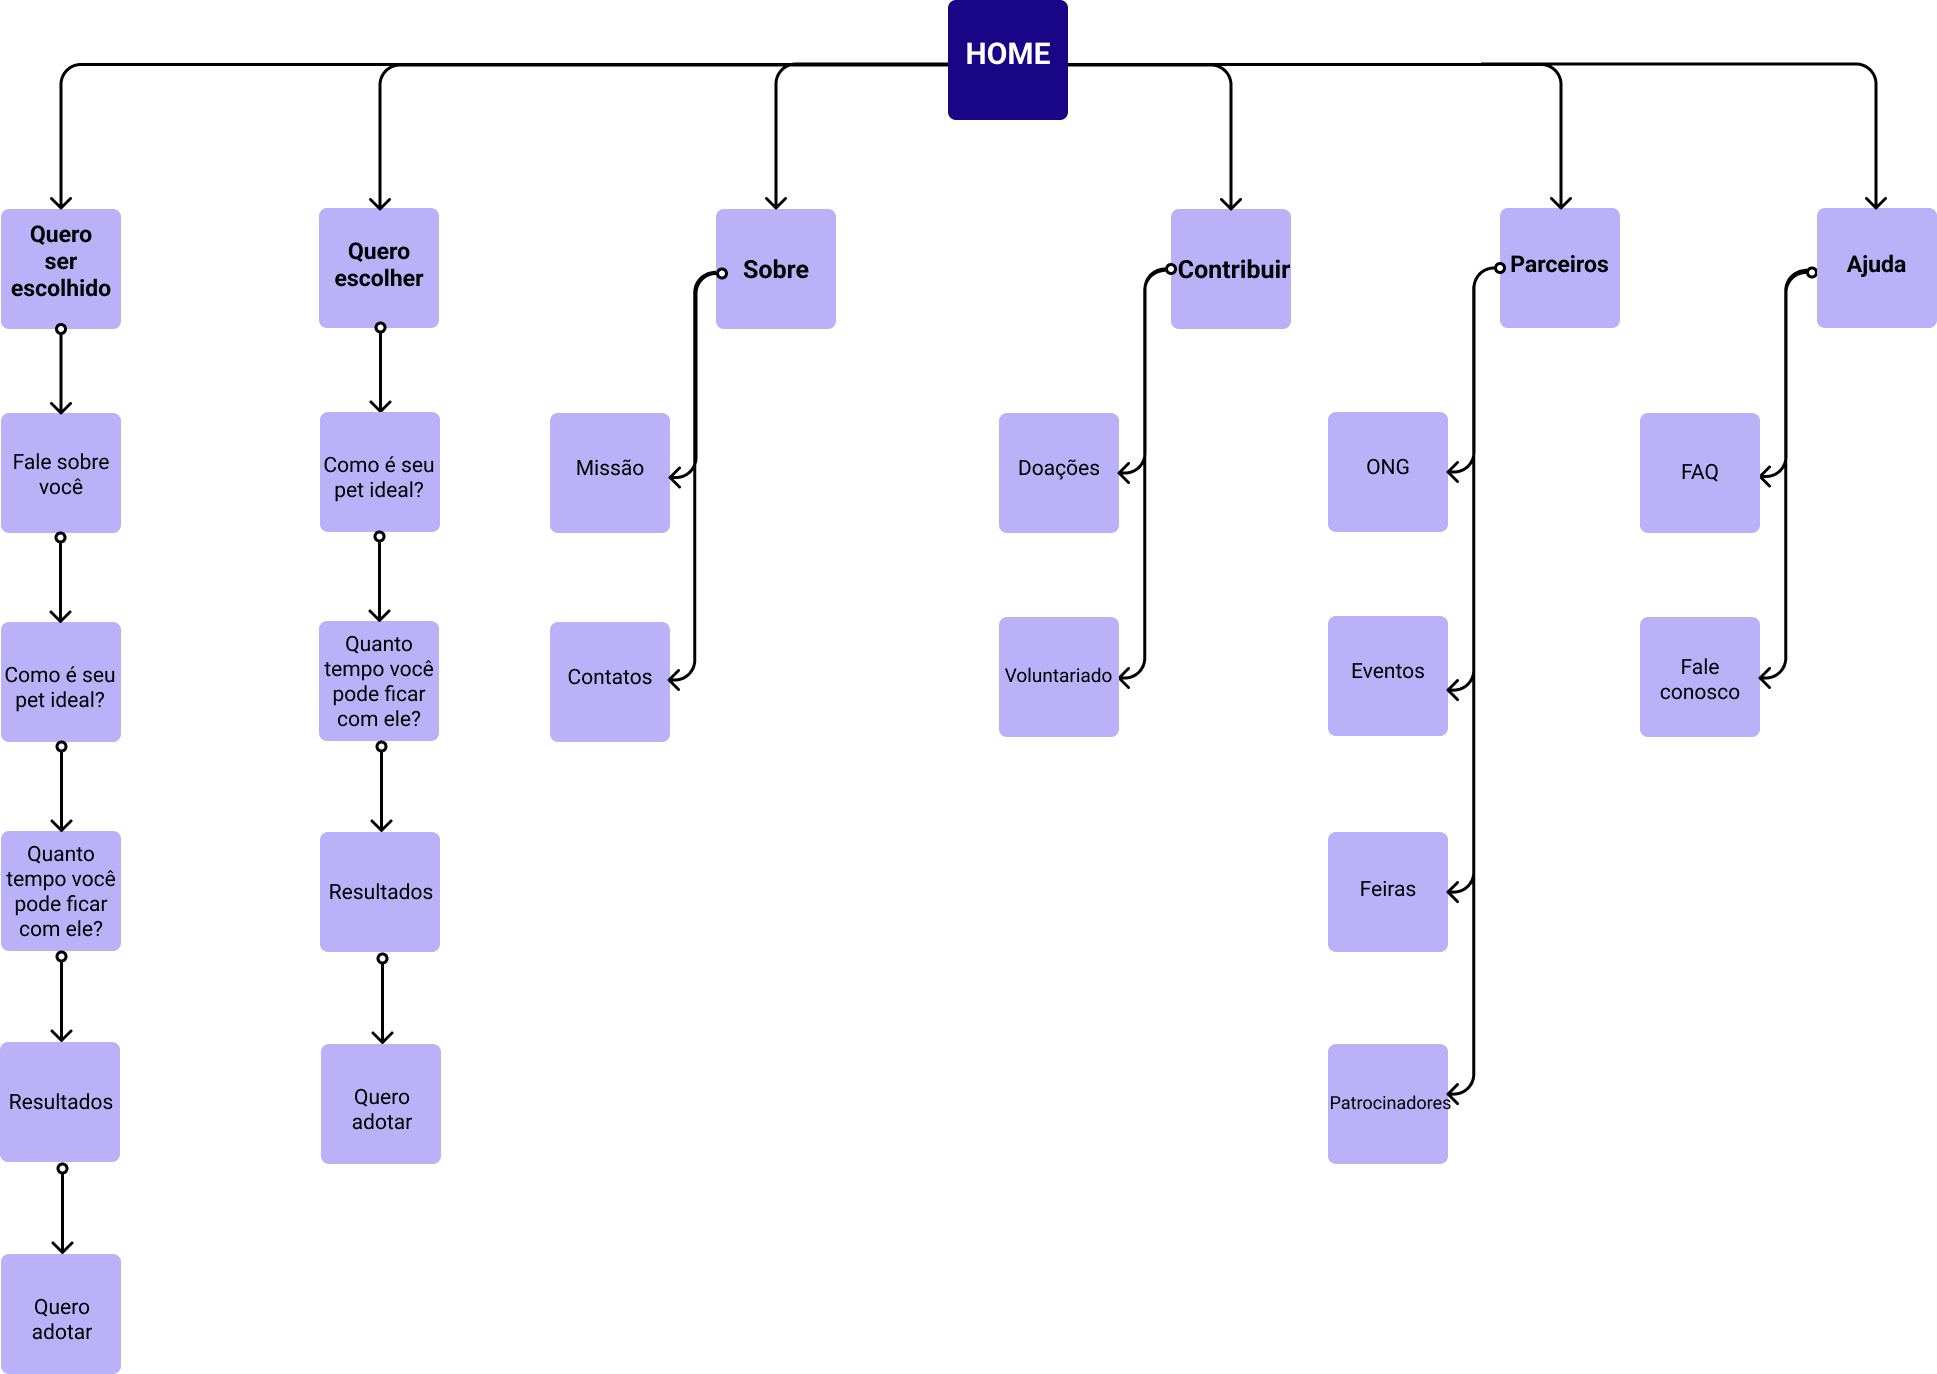 HOME
Quero
ser
escolhido
Quero
escolher
Sobre
Contribuir
Parceiros
Ajuda
Fale sobre
você
Como é seu
pet ideal?
Missão
Doações
ONG
FAQ
Como é seu
pet ideal?
Quanto
tempo você
pode ficar
com ele?
Contatos
Voluntariado
Eventos
Fale
conosco
Quanto
tempo você
pode ficar
com ele?
Resultados
Feiras
Resultados
Quero
adotar
Patrocinadores
Quero
adotar